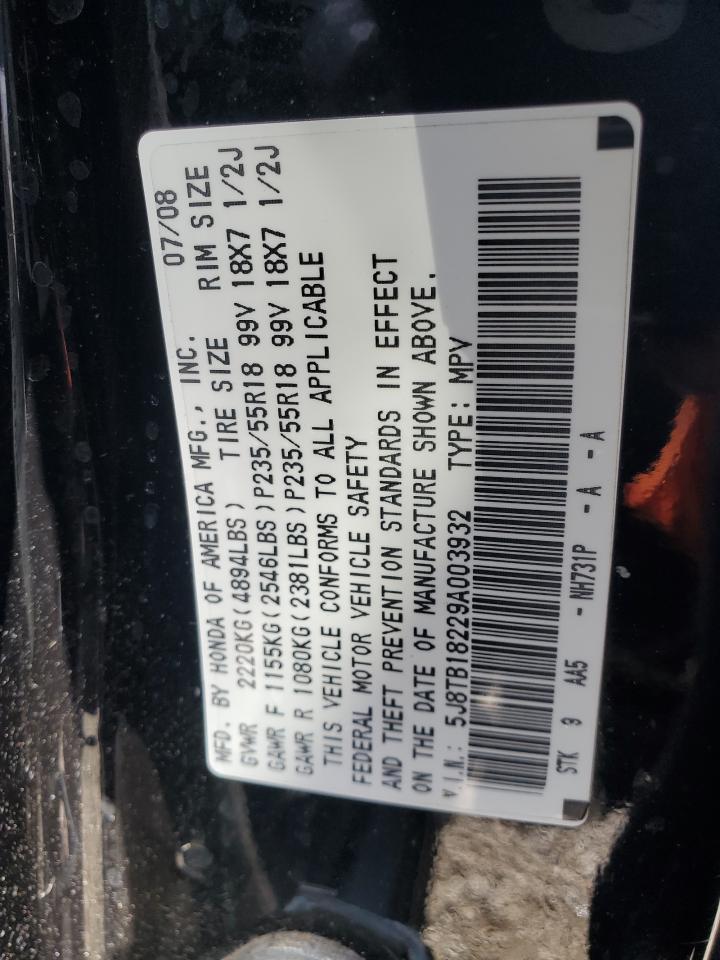 MFD. BY HONDA OF AMERICA MFG., INC. 07/08
GVWR 2220KG(4894LBS) TIRE SIZE RIM SIZE
GAWR F 1155KG(2546LBS)P235/55R18 99V 18X7 1/2J
GAWR R 1080KG(2381LBS)P235/55R18 99V 18X7 1/2J
THIS VEHICLE CONFORMS TO ALL APPLICABLE
FEDERAL MOTOR VEHICLE SAFETY
AND THEFT PREVENTION STANDARDS IN EFFECT
ON THE DATE OF MANUFACTURE SHOWN ABOVE.
V.I.N.: 5J8TB18229A003932 TYPE: MPV
STK 3 AA5 - NH731P - A - A